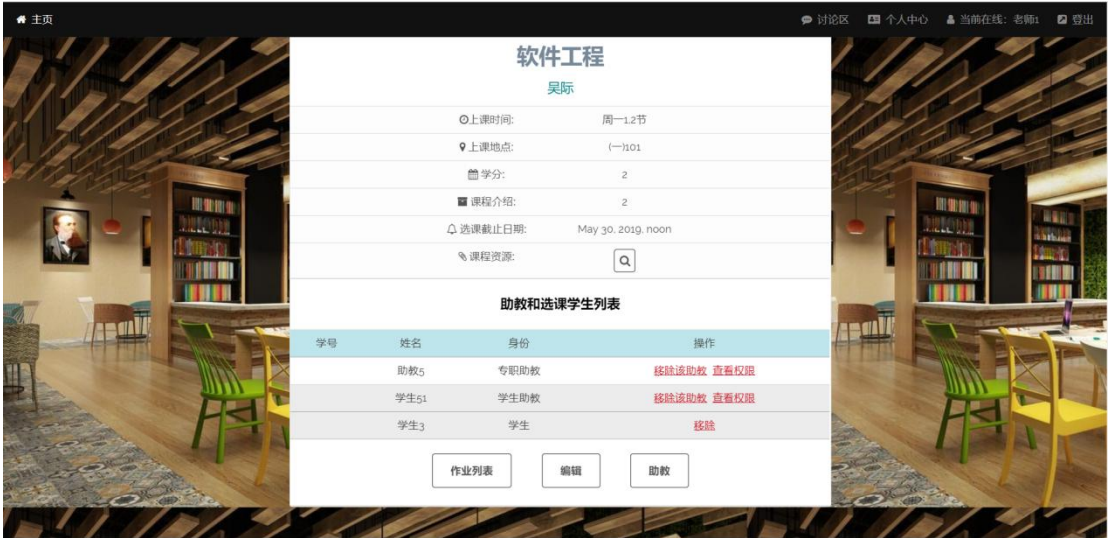 主页 讨论区 个人中心 当前在线：老师1 登出
软件工程
吴际
上课时间: 周一1,2节
上课地点: (一)101
学分: 2
课程介绍: 2
选课截止日期: May 30, 2019, noon
课程资源:
助教和选课学生列表
学号 姓名 身份 操作
助教5 专职助教 移除该助教 查看权限
学生51 学生助教 移除该助教 查看权限
学生3 学生 移除
作业列表 编辑 助教